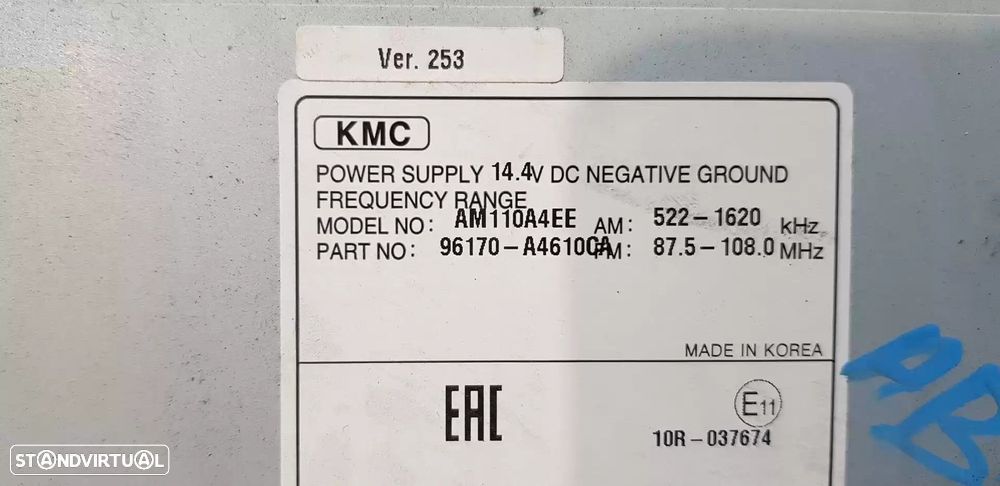 Ver. 253
KMC
POWER SUPPLY 14.4V DC NEGATIVE GROUND
FREQUENCY RANGE
MODEL NO: AM110A4EE AM: 522-1620 kHz
PART NO: 96170-A4610CA FM: 87.5-108.0 MHz
MADE IN KOREA
EAC
E11
10R-037674
AB
STANDVIRTUAL